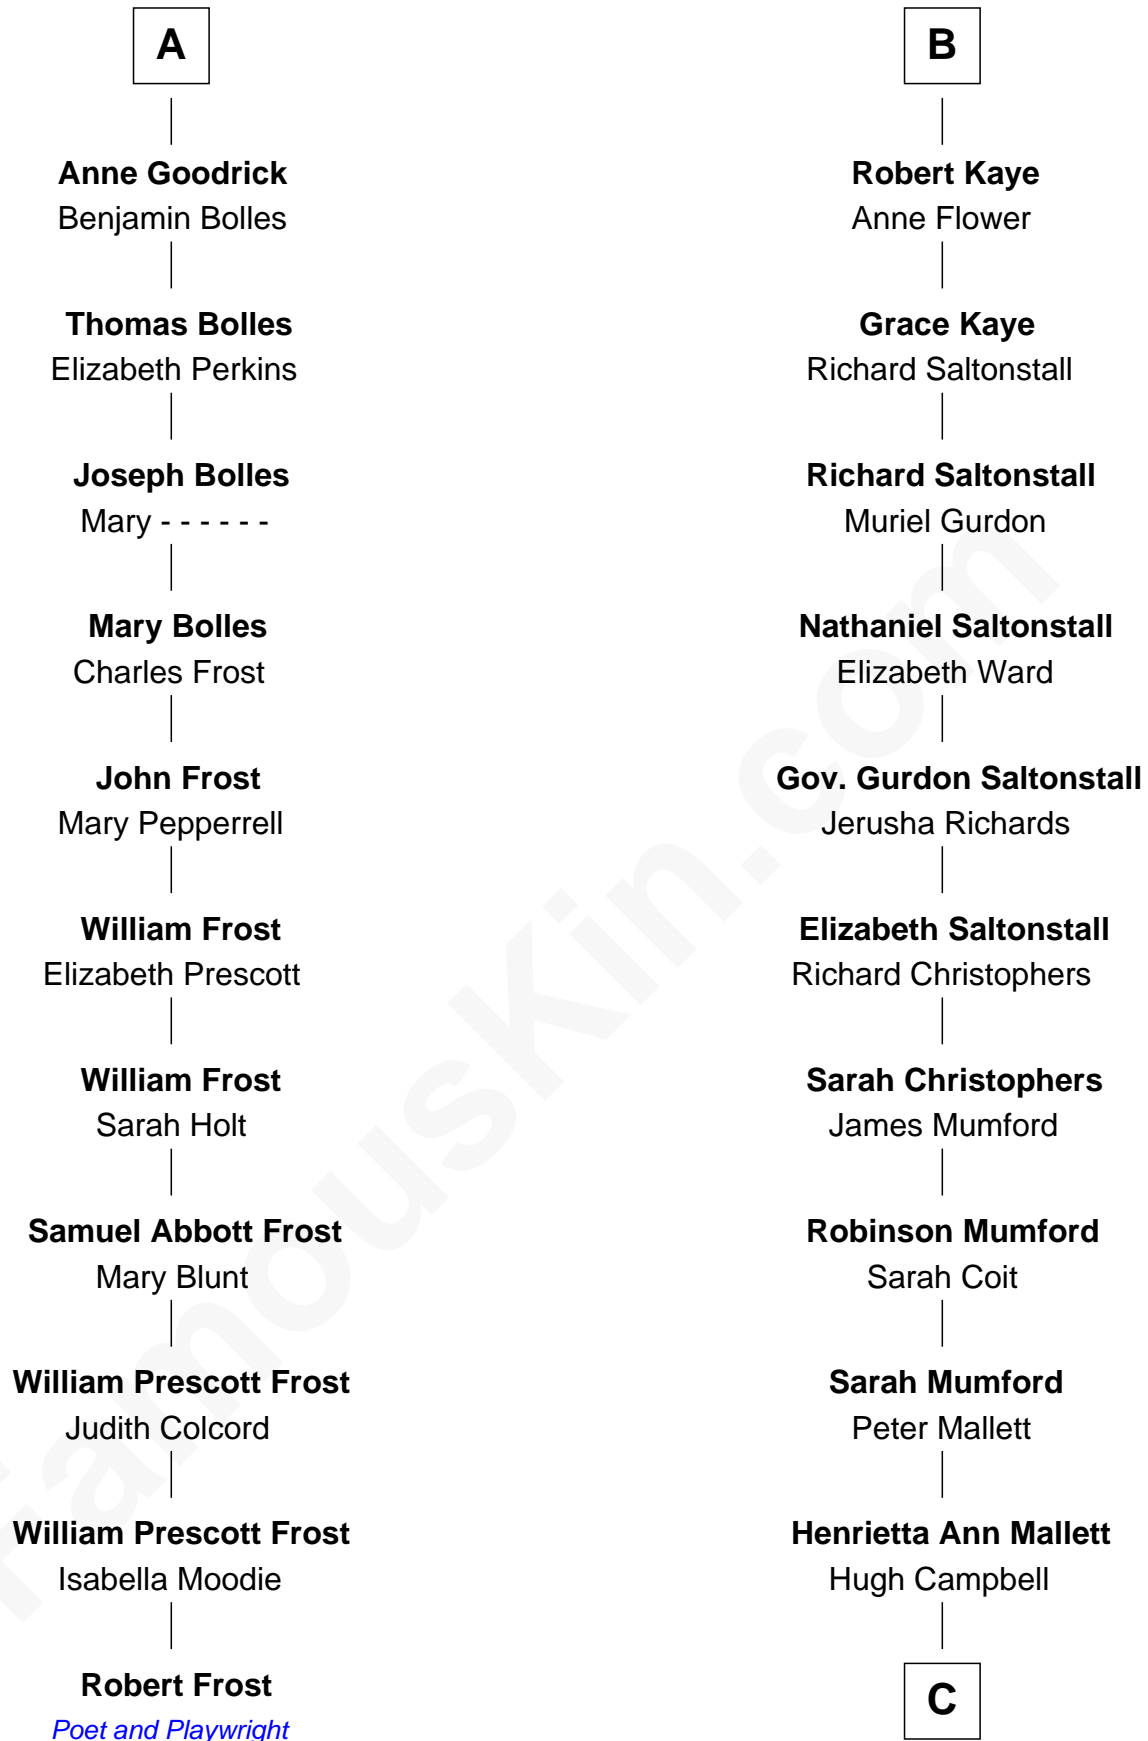 A
Anne Goodrick
Benjamin Bolles
Thomas Bolles
Elizabeth Perkins
Joseph Bolles
Mary - - - - - -
Mary Bolles
Charles Frost
John Frost
Mary Pepperrell
William Frost
Elizabeth Prescott
William Frost
Sarah Holt
Samuel Abbott Frost
Mary Blunt
William Prescott Frost
Judith Colcord
William Prescott Frost
Isabella Moodie
Robert Frost
Poet and Playwright
B
Robert Kaye
Anne Flower
Grace Kaye
Richard Saltonstall
Richard Saltonstall
Muriel Gurdon
Nathaniel Saltonstall
Elizabeth Ward
Gov. Gurdon Saltonstall
Jerusha Richards
Elizabeth Saltonstall
Richard Christophers
Sarah Christophers
James Mumford
Robinson Mumford
Sarah Coit
Sarah Mumford
Peter Mallett
Henrietta Ann Mallett
Hugh Campbell
C
FamousKin.com